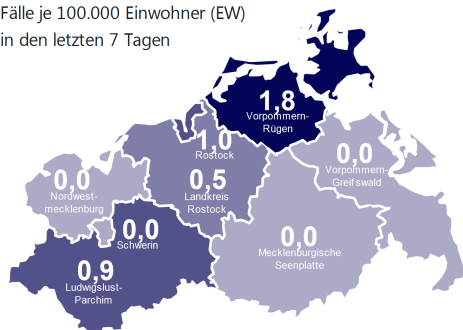 Fälle je 100.000 Einwohner (EW)
in den letzten 7 Tagen
1,8
Vorpommern-
Rügen
1,0
Rostock
0,0
Vorpommern-
Greifswald
0,0
Nordwest-
mecklenburg
0,5
Landkreis
Rostock
0,0
Schwerin
0,0
Mecklenburgische
Seenplatte
0,9
Ludwigslust-
Parchim